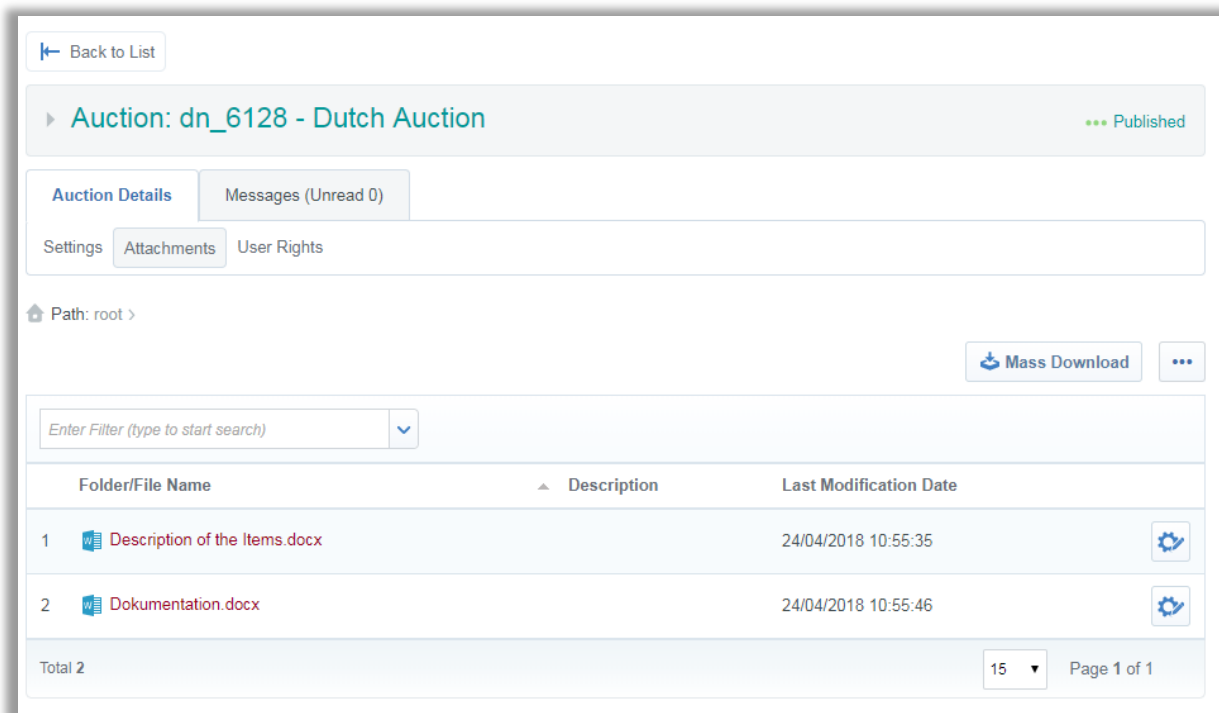 Back to List
Auction: dn_6128 - Dutch Auction
Published
Auction Details Messages (Unread 0)
Settings Attachments User Rights
Path: root >
Mass Download
Enter Filter (type to start search)
Folder/File Name Description Last Modification Date
1 Description of the Items.docx 24/04/2018 10:55:35
2 Dokumentation.docx 24/04/2018 10:55:46
Total 2 15 Page 1 of 1